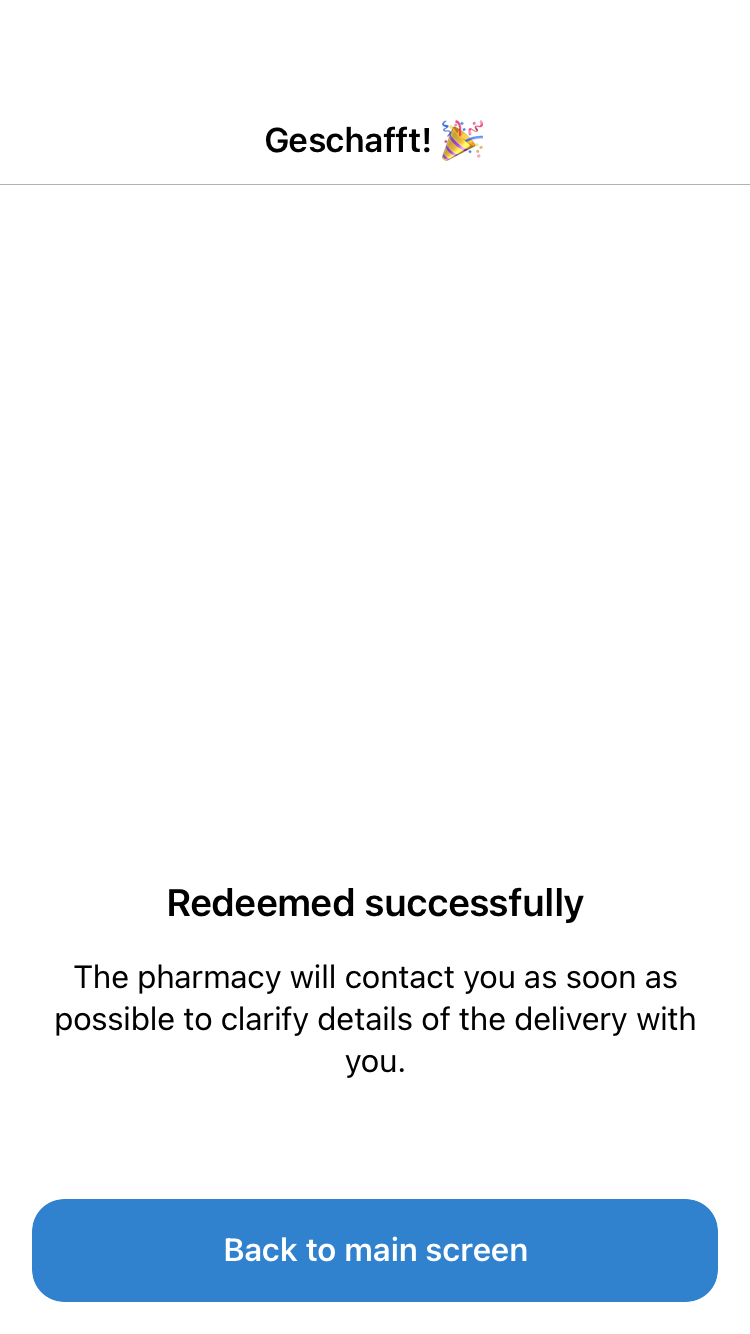 Geschafft! 🎉
Redeemed successfully
The pharmacy will contact you as soon as
possible to clarify details of the delivery with
you.
Back to main screen